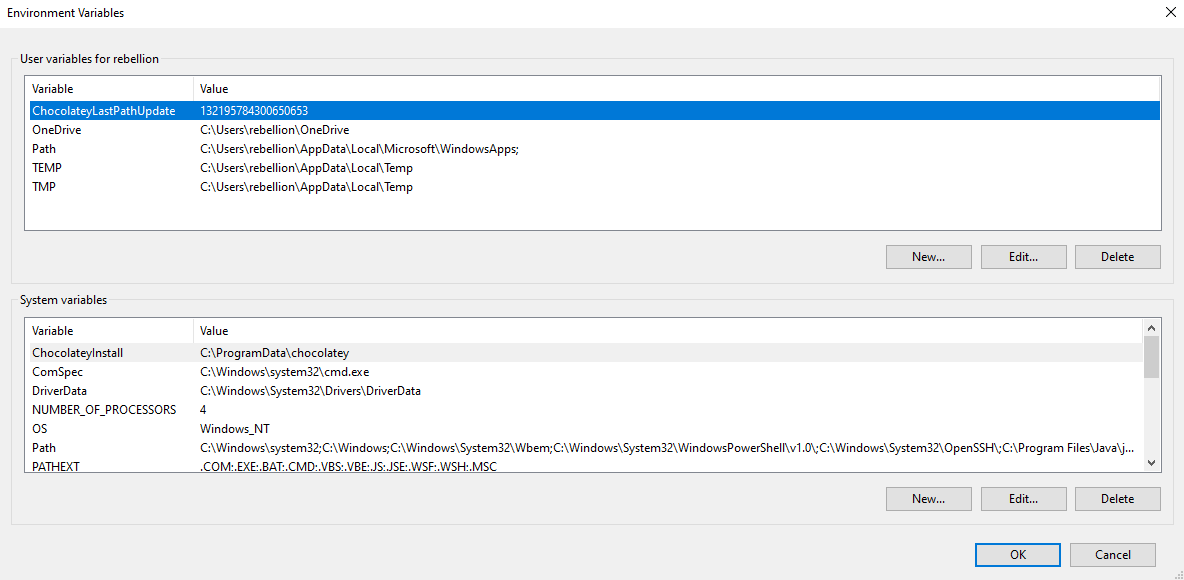 Environment Variables
User variables for rebellion
Variable Value
ChocolateyLastPathUpdate 132195784300650653
OneDrive C:\Users\rebellion\OneDrive
Path C:\Users\rebellion\AppData\Local\Microsoft\WindowsApps;
TEMP C:\Users\rebellion\AppData\Local\Temp
TMP C:\Users\rebellion\AppData\Local\Temp
New... Edit... Delete
System variables
Variable Value
ChocolateyInstall C:\ProgramData\chocolatey
ComSpec C:\Windows\system32\cmd.exe
DriverData C:\Windows\System32\Drivers\DriverData
NUMBER_OF_PROCESSORS 4
OS Windows_NT
Path C:\Windows\system32;C:\Windows;C:\Windows\System32\Wbem;C:\Windows\System32\WindowsPowerShell\v1.0\;C:\Windows\System32\OpenSSH\;C:\Program Files\Java\j...
PATHEXT .COM;.EXE;.BAT;.CMD;.VBS;.VBE;.JS;.JSE;.WSF;.WSH;.MSC
New... Edit... Delete
OK Cancel